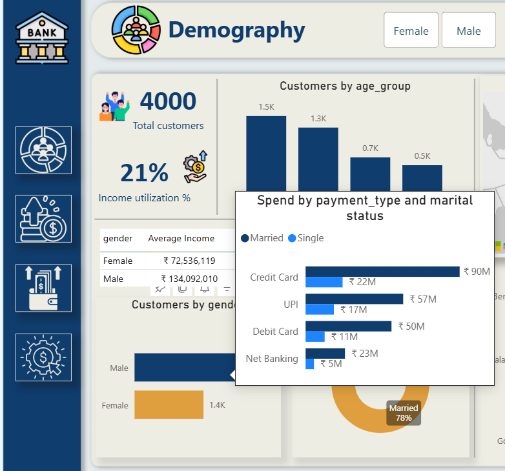 BANK
Demography
Female
Male
4000
Total customers
21%
Income utilization %
Customers by age_group
1.5K
1.3K
0.7K
0.5K
gender Average Income
Female ₹ 72,536,119
Male ₹ 134,092,010
Spend by payment_type and marital
status
Married Single
Credit Card ₹ 90M
₹ 22M
UPI ₹ 57M
₹ 17M
Debit Card ₹ 50M
₹ 11M
Net Banking ₹ 23M
₹ 5M
Customers by gend
Male
Female 1.4K
Married
78%